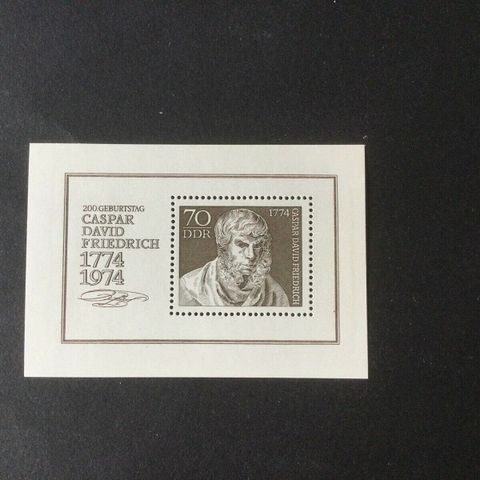 200.GEBURTSTAG
CASPAR
DAVID
FRIEDRICH
1774
1974
70
DDR
1774
CASPAR DAVID FRIEDRICH